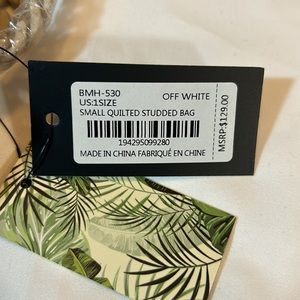 BMH-530 OFF WHITE
US:1SIZE
SMALL QUILTED STUDDED BAG
194295099280
MADE IN CHINA FABRIQUÉ EN CHINE
MSRP:$129.00